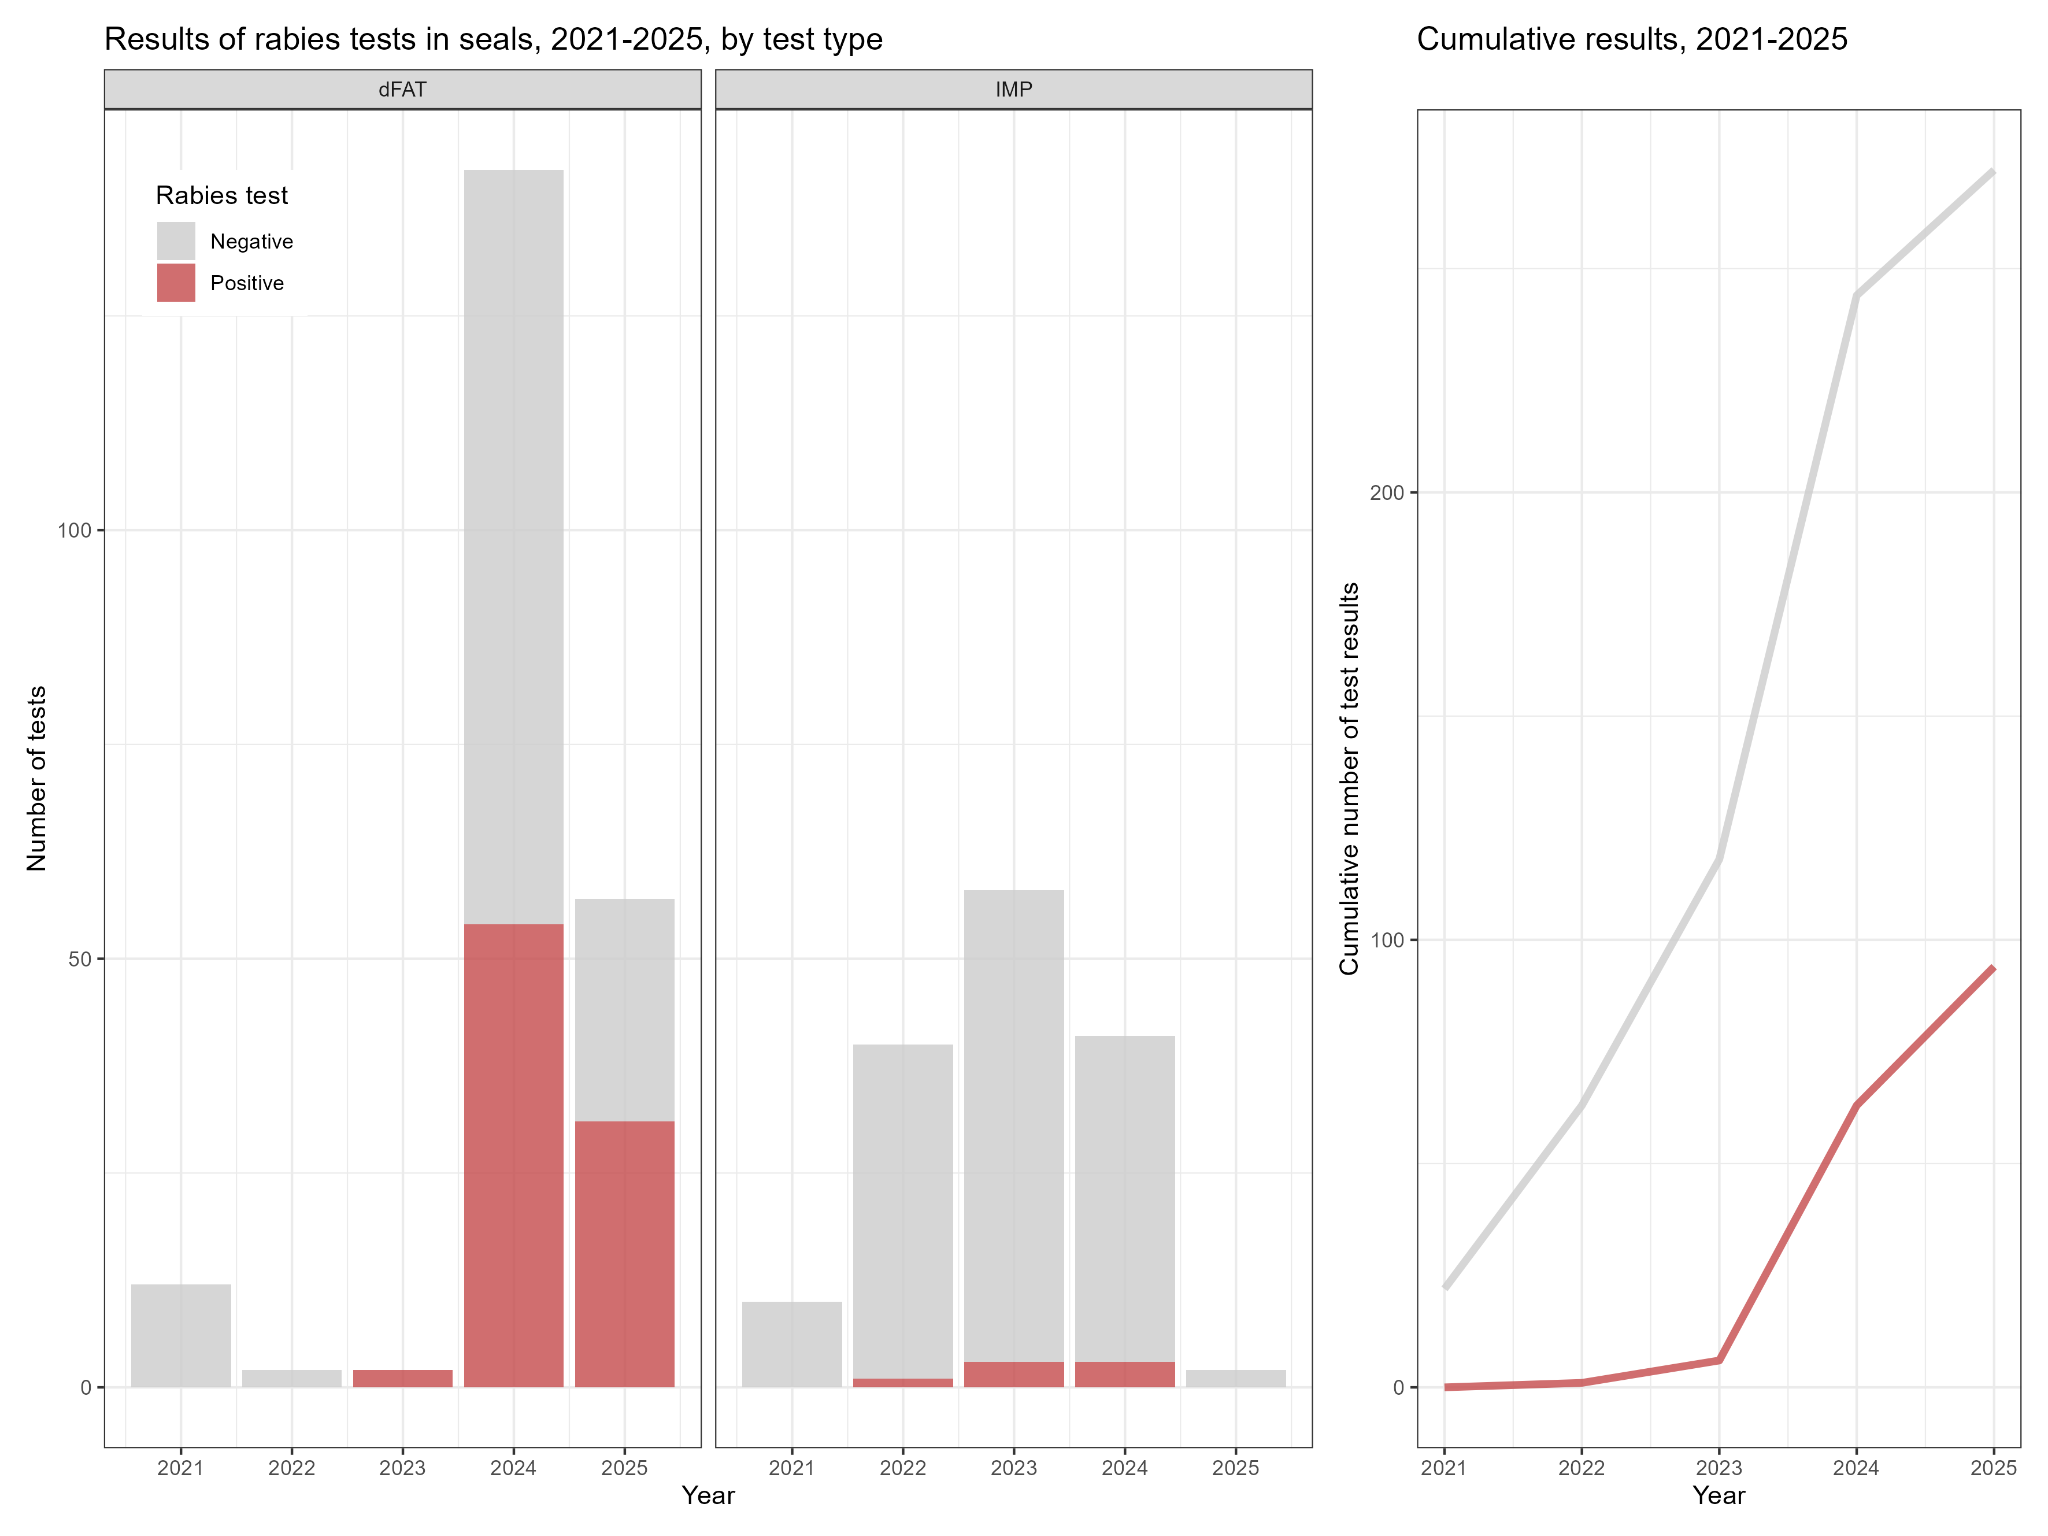 Results of rabies tests in seals, 2021-2025, by test type
dFAT
IMP
Rabies test
Negative
Positive
Number of tests
100
50
0
2021 2022 2023 2024 2025
2021 2022 2023 2024 2025
Year
Cumulative results, 2021-2025
Cumulative number of test results
200
100
0
2021 2022 2023 2024 2025
Year